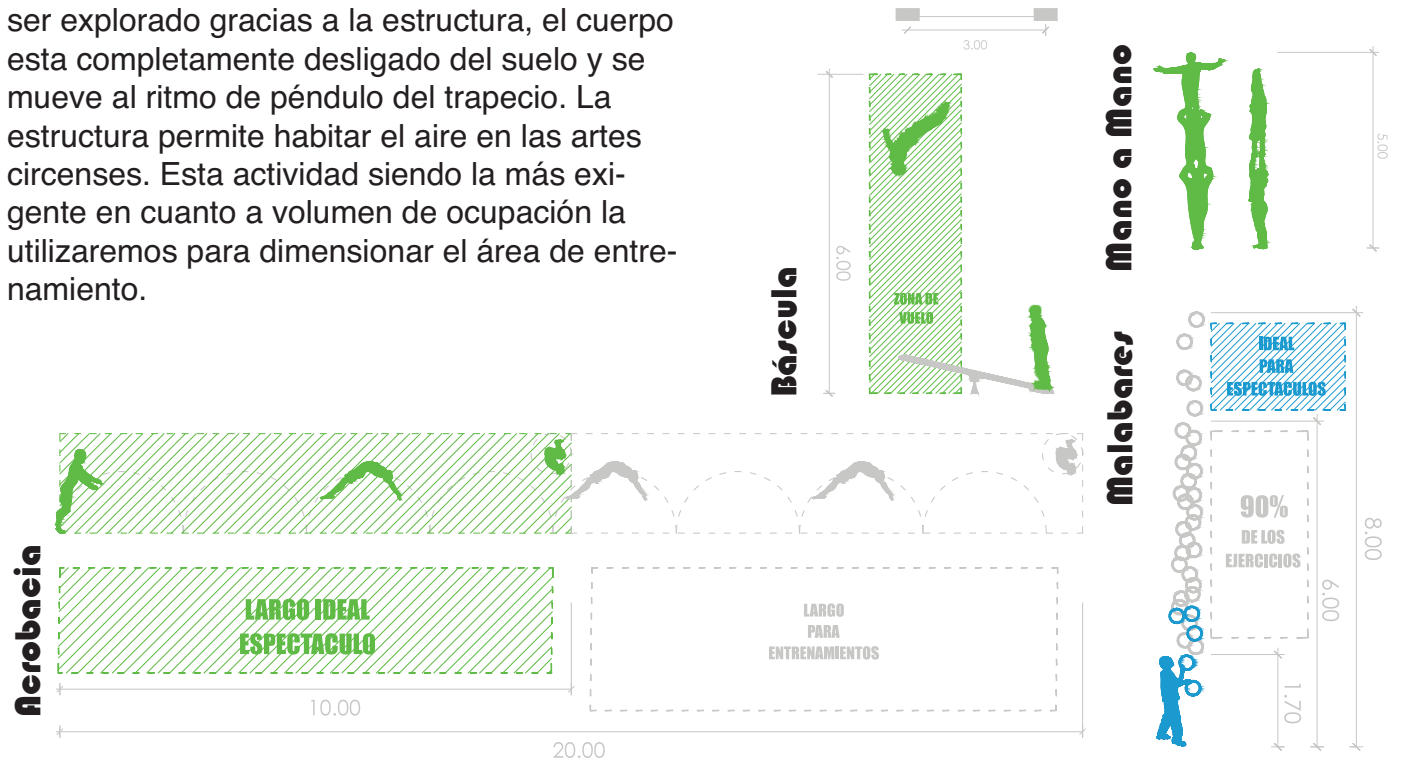 ser explorado gracias a la estructura, el cuerpo
esta completamente desligado del suelo y se
mueve al ritmo de péndulo del trapecio. La
estructura permite habitar el aire en las artes
circenses. Esta actividad siendo la más exi-
gente en cuanto a volumen de ocupación la
utilizaremos para dimensionar el área de entre-
namiento.
3.00
Báscula
6.00
ZONA DE
VUELO
Mano a Mano
5.00
Malabares
IDEAL
PARA
ESPECTACULOS
90%
DE LOS
EJERCICIOS
8.00
6.00
1.70
Acrobacia
LARGO IDEAL
ESPECTACULO
LARGO
PARA
ENTRENAMIENTOS
10.00
20.00